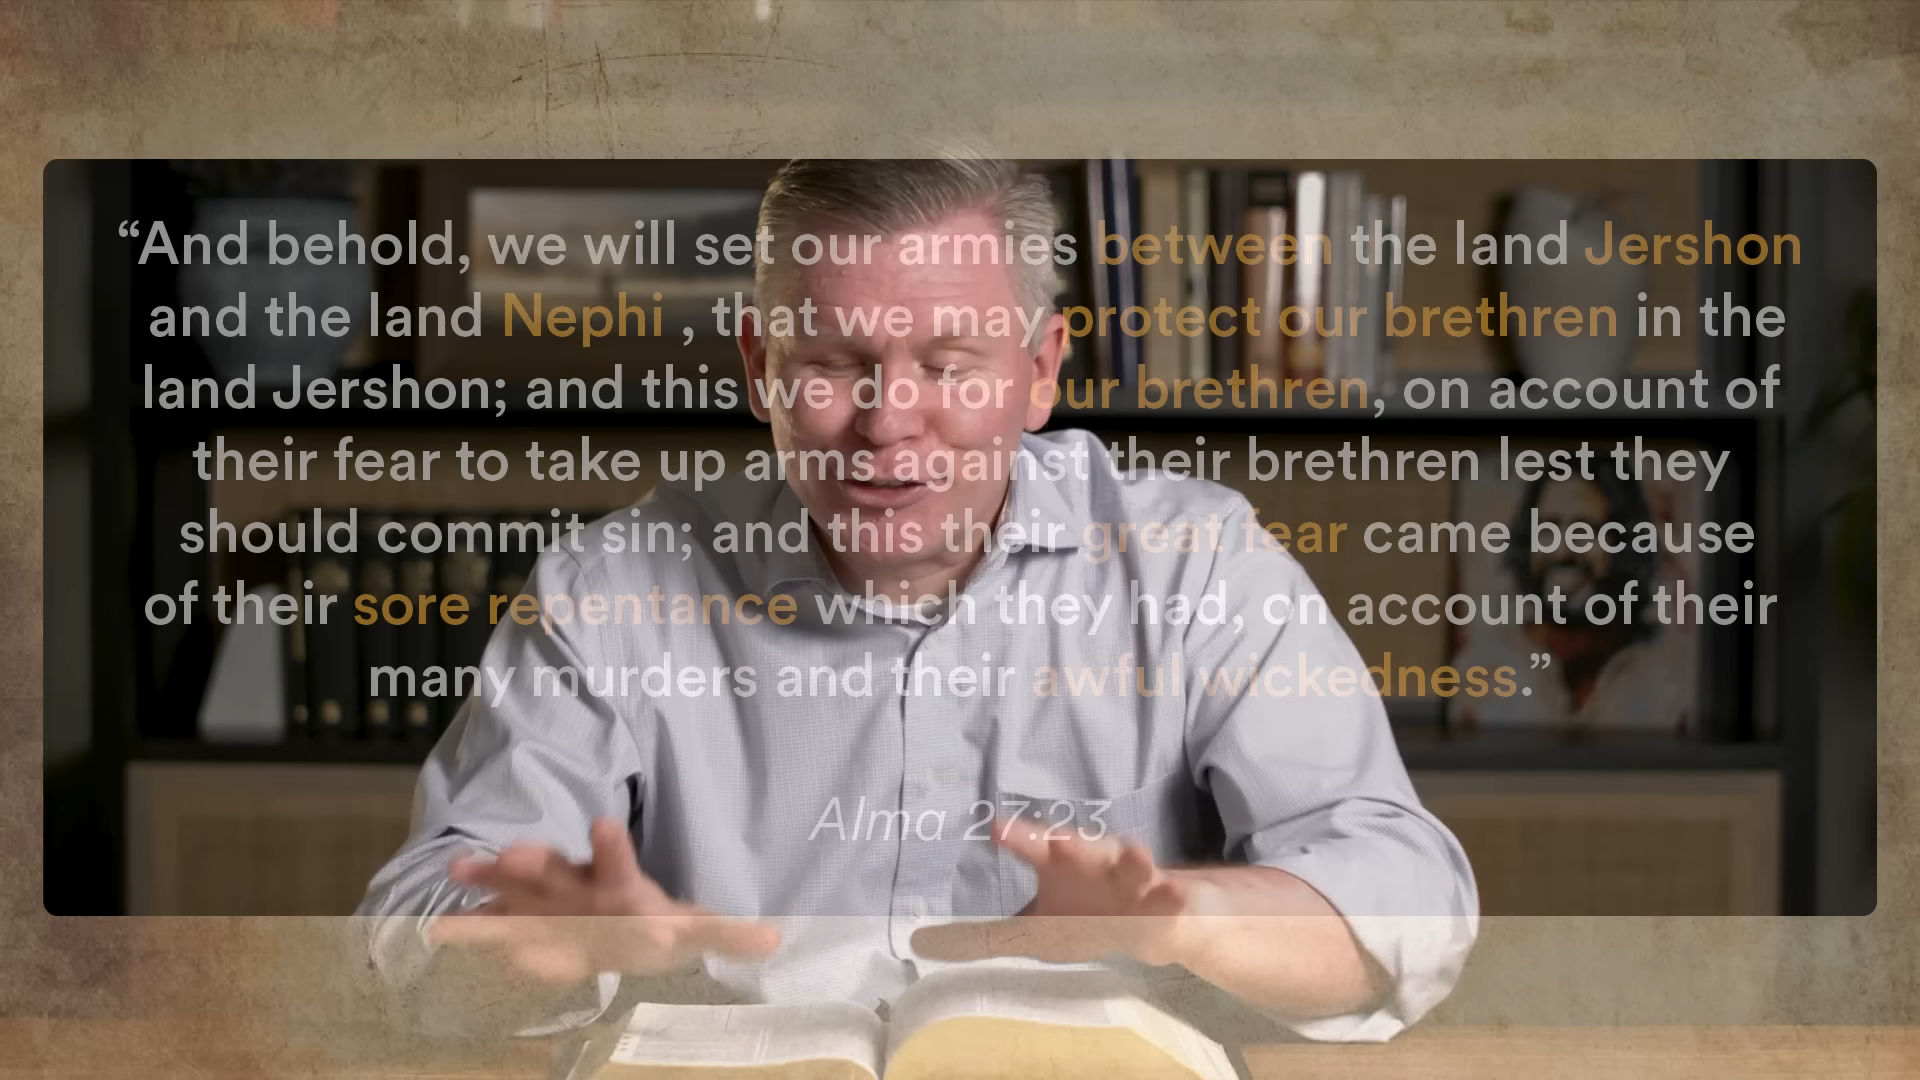 “And behold, we will set our armies between the land Jershon
and the land Nephi , that we may protect our brethren in the
land Jershon; and this we do for our brethren, on account of
their fear to take up arms against their brethren lest they
should commit sin; and this their great fear came because
of their sore repentance which they had, on account of their
many murders and their awful wickedness.”
Alma 27:23